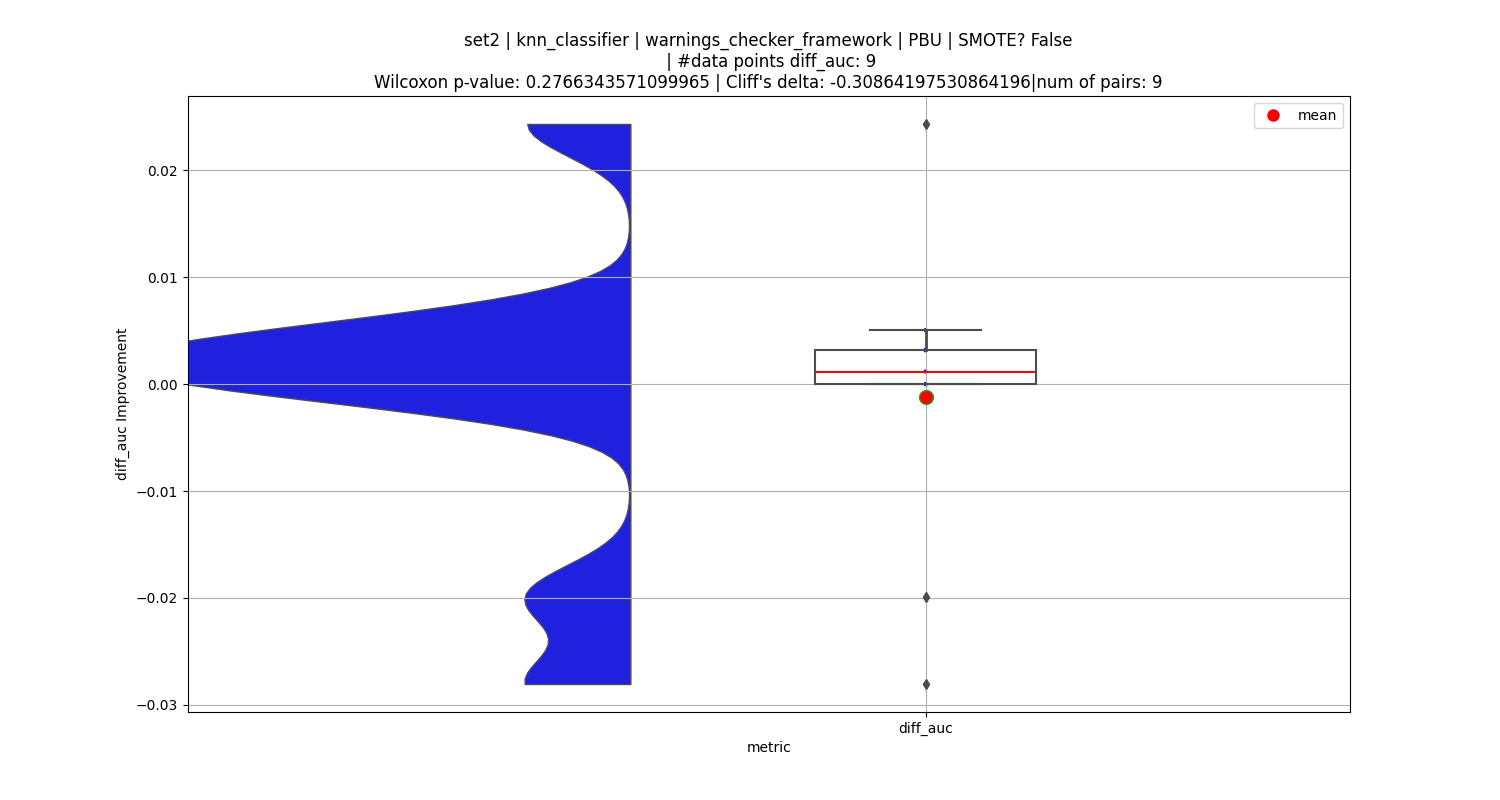 set2 | knn_classifier | warnings_checker_framework | PBU | SMOTE? False
| #data points diff_auc: 9
Wilcoxon p-value: 0.2766343571099965 | Cliff's delta: -0.30864197530864196|num of pairs: 9
mean
0.02
0.01
0.00
−0.01
−0.02
−0.03
diff_auc Improvement
diff_auc
metric